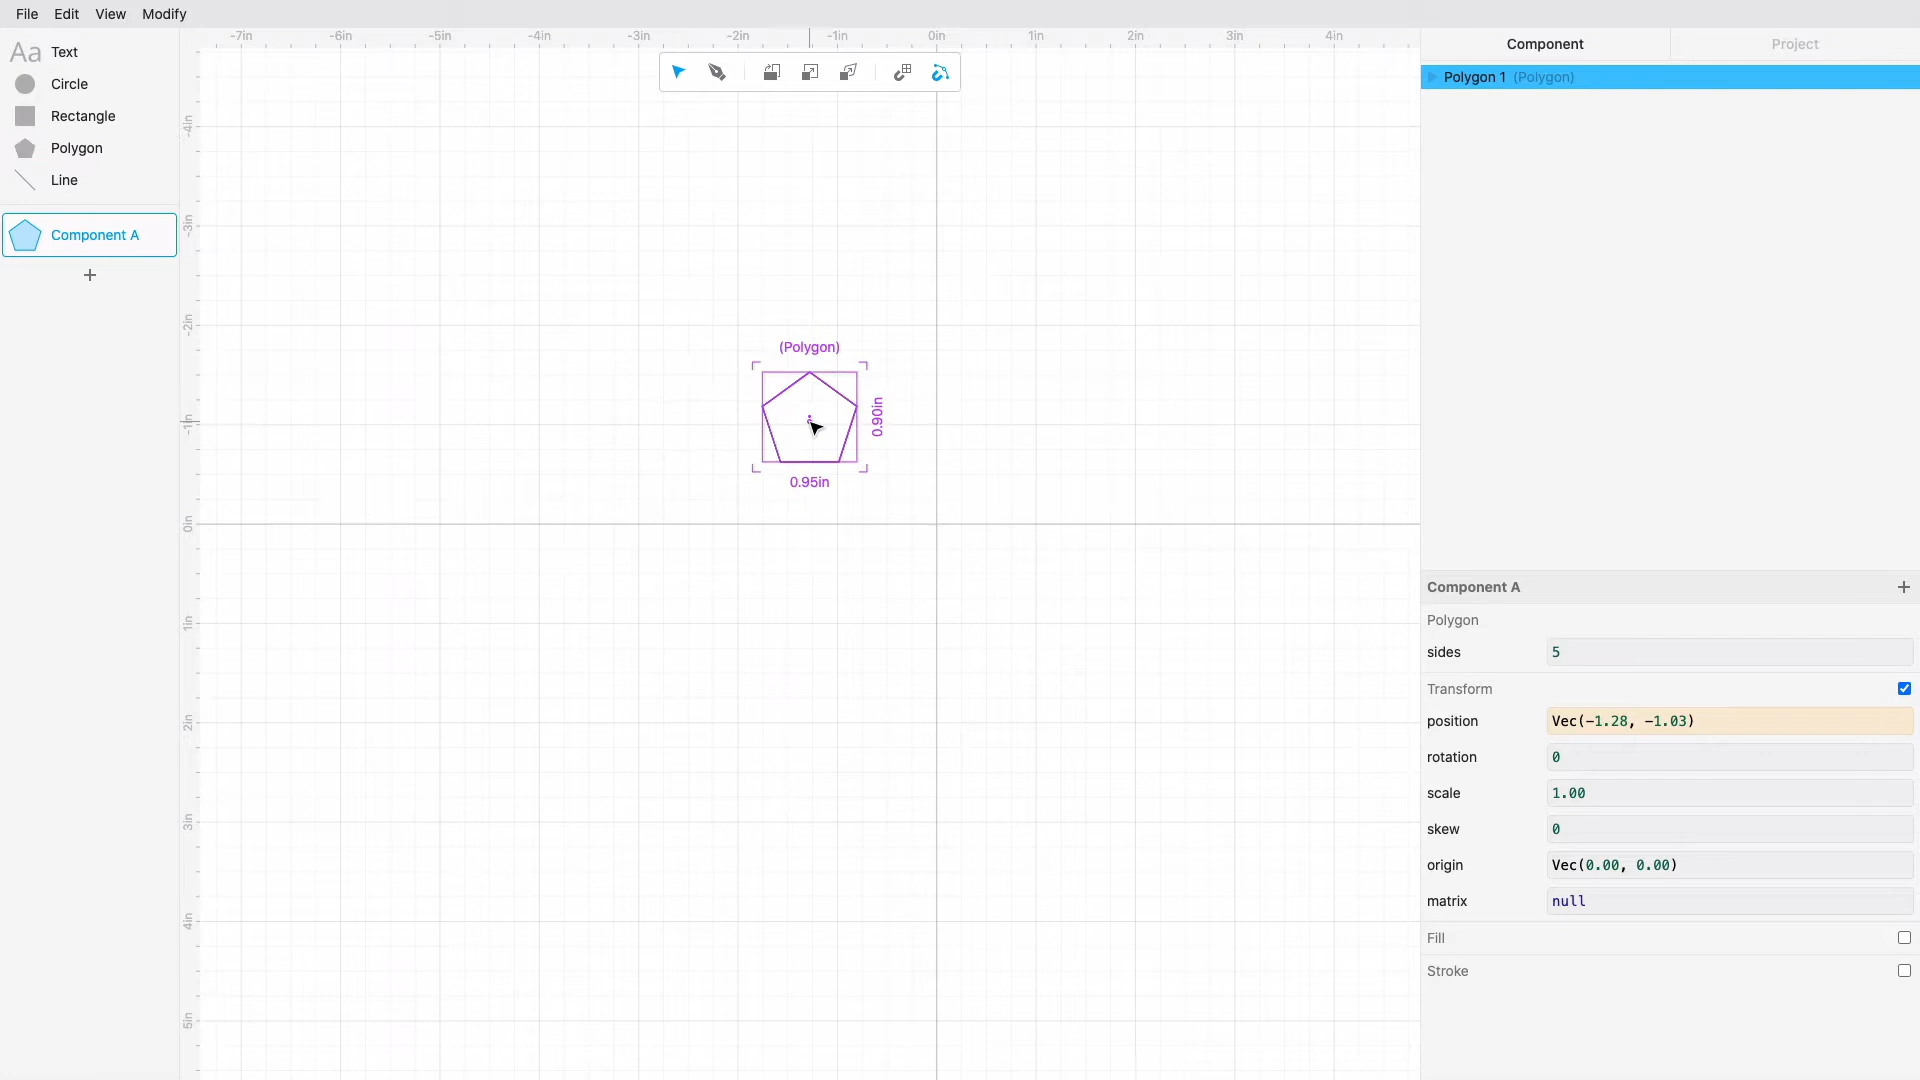 File Edit View Modify
Aa Text
Circle
Rectangle
Polygon
Line
Component A
-7in -6in -5in -4in -3in -2in -1in 0in 1in 2in 3in 4in
-4in
-3in
-2in
-1in
0in
1in
2in
3in
4in
5in
(Polygon)
0.90in
0.95in
Component Project
Polygon 1 (Polygon)
Component A
Polygon
sides 5
Transform
position Vec(-1.28, -1.03)
rotation 0
scale 1.00
skew 0
origin Vec(0.00, 0.00)
matrix null
Fill
Stroke